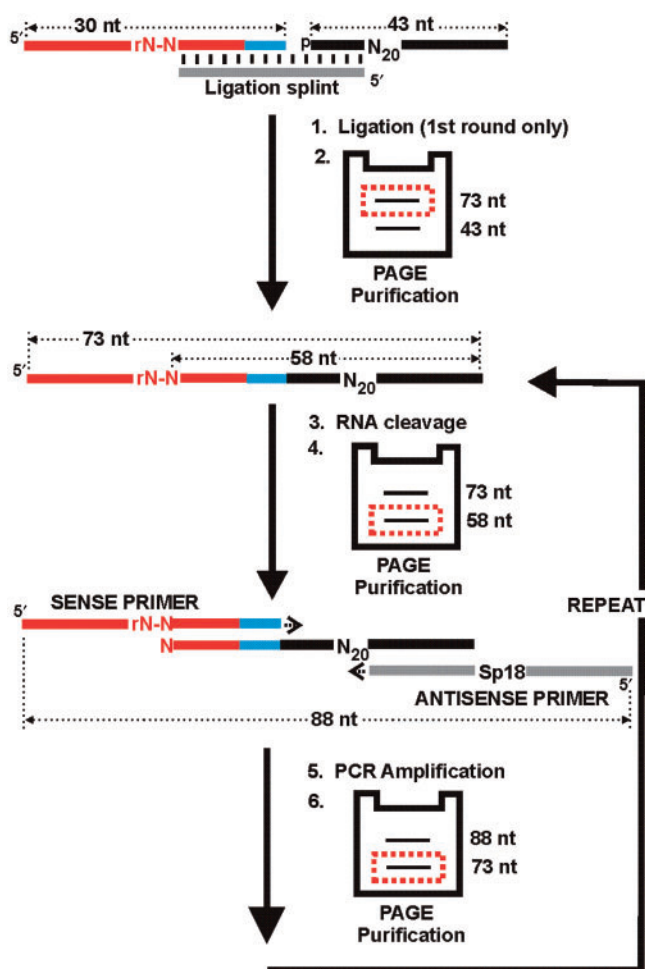 30 nt
43 nt
5′
rN-N
p
N20
Ligation splint
5′
1. Ligation (1st round only)
2.
73 nt
43 nt
PAGE
Purification
73 nt
58 nt
5′
rN-N
N20
3. RNA cleavage
4.
73 nt
58 nt
PAGE
Purification
REPEAT
5′
SENSE PRIMER
rN-N
N
N20
Sp18
ANTISENSE PRIMER
5′
88 nt
5. PCR Amplification
6.
88 nt
73 nt
PAGE
Purification